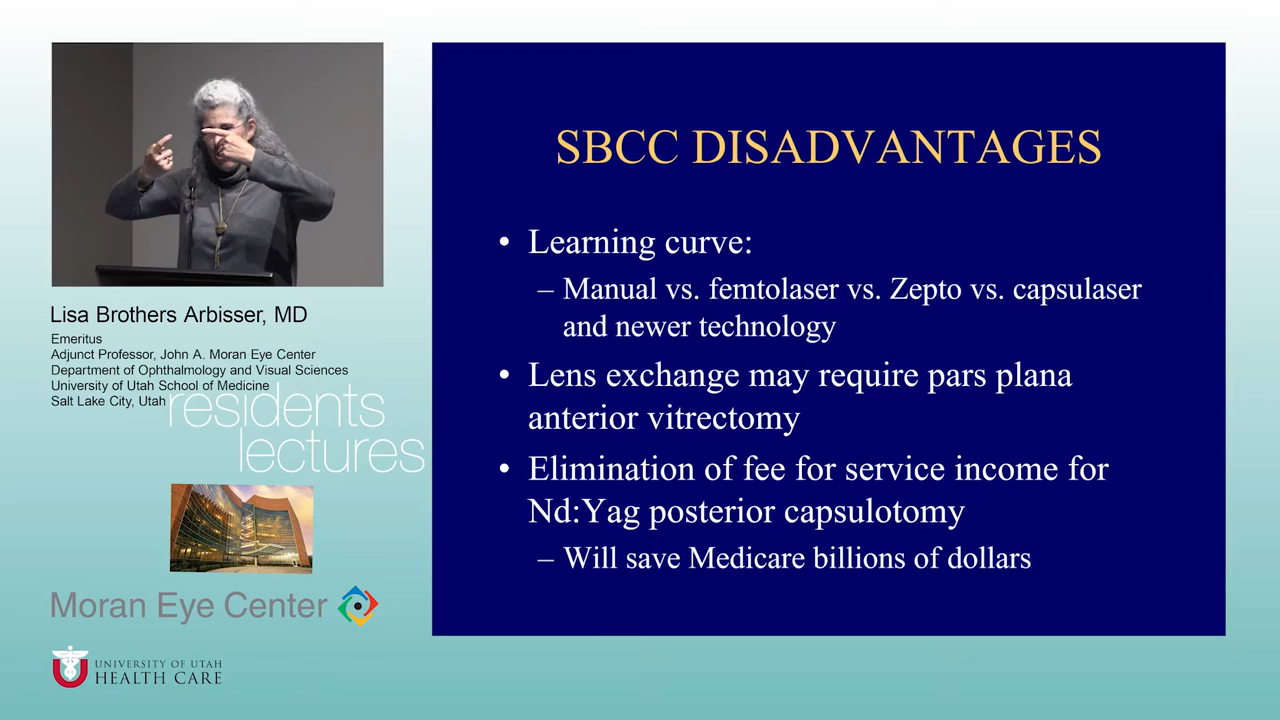 SBCC DISADVANTAGES
• Learning curve:
– Manual vs. femtolaser vs. Zepto vs. capsulaser
and newer technology
• Lens exchange may require pars plana
anterior vitrectomy
• Elimination of fee for service income for
Nd:Yag posterior capsulotomy
– Will save Medicare billions of dollars
Lisa Brothers Arbisser, MD
Emeritus
Adjunct Professor, John A. Moran Eye Center
Department of Ophthalmology and Visual Sciences
University of Utah School of Medicine
Salt Lake City, Utah
residents
lectures
Moran Eye Center
UNIVERSITY OF UTAH
HEALTH CARE